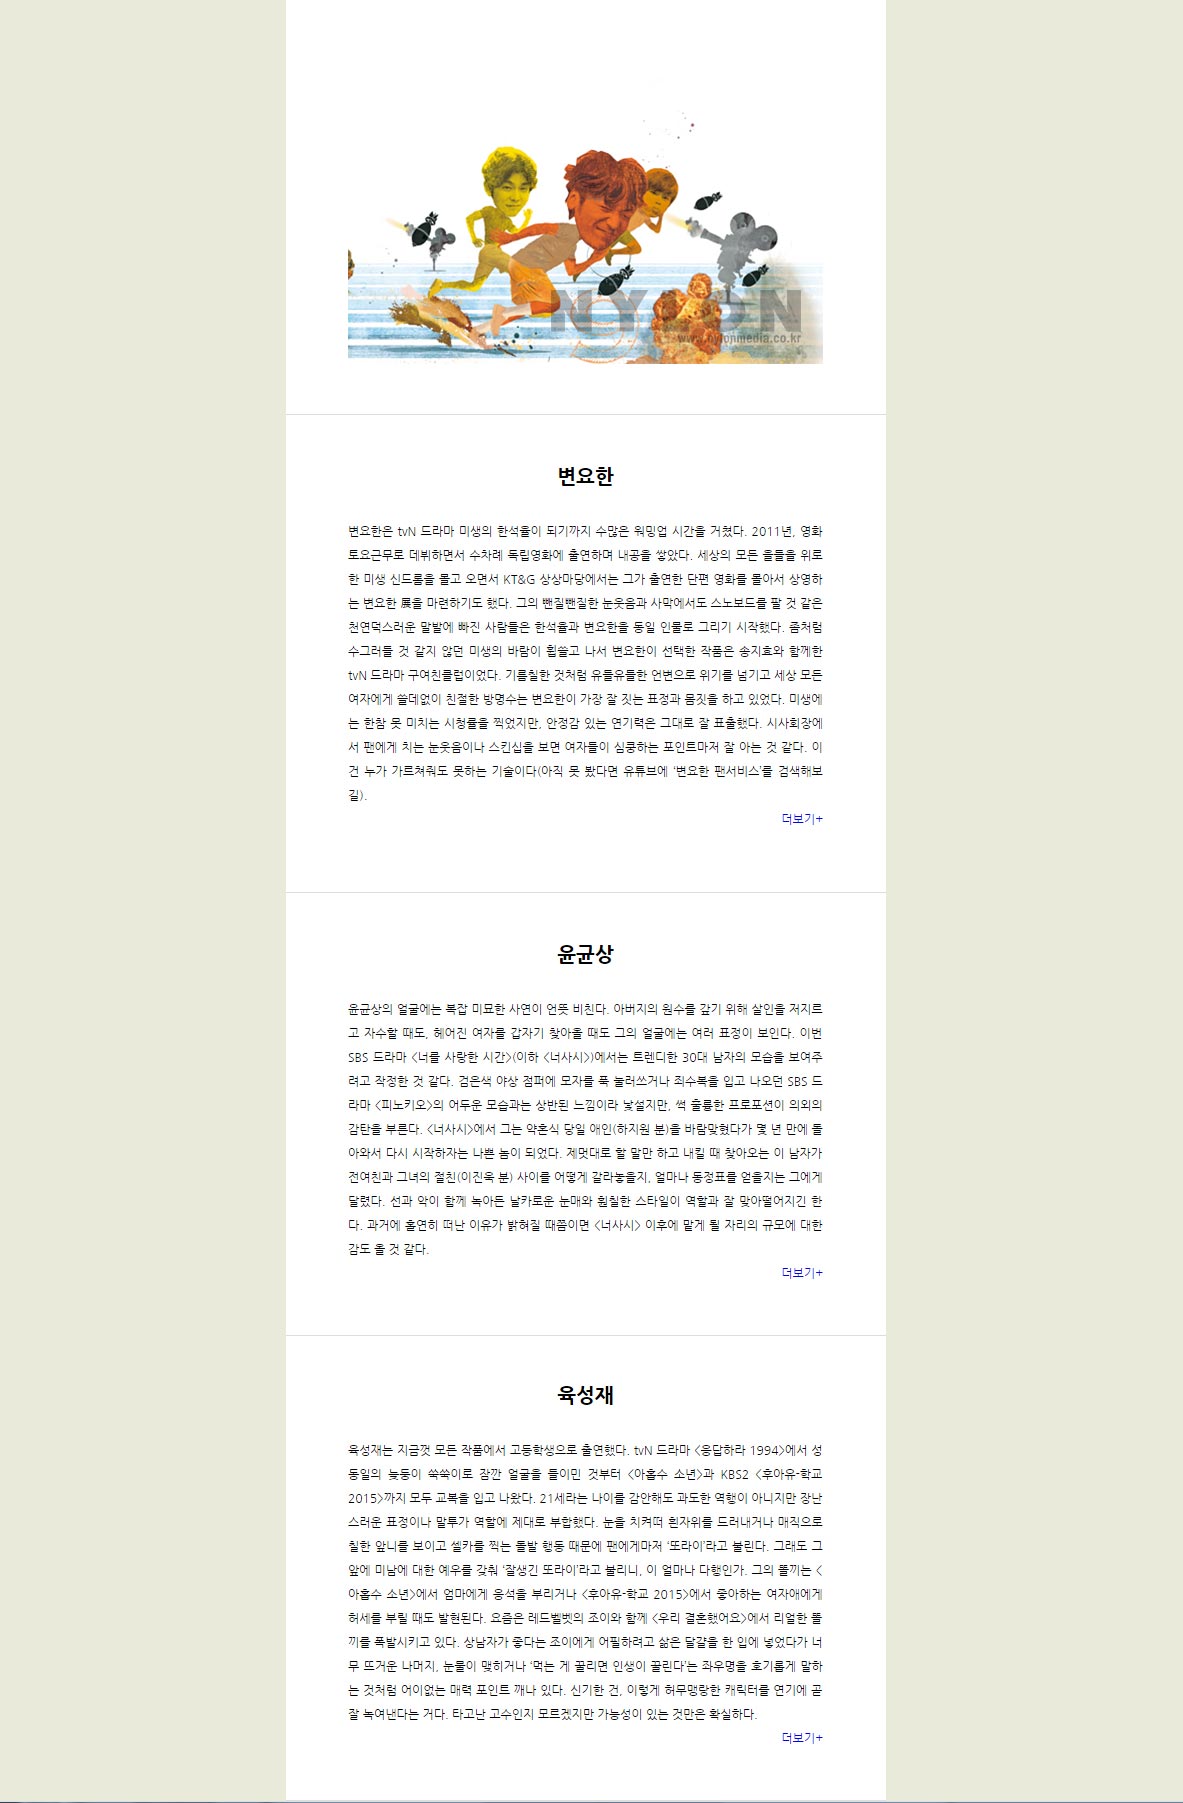 NYLON
www.nylonmedia.co.kr
변요한
변요한은 tvN 드라마 미생의 한석율이 되기까지 수많은 워밍업 시간을 거쳤다. 2011년, 영화
토요근무로 데뷔하면서 수차례 독립영화에 출연하며 내공을 쌓았다. 세상의 모든 을들을 위로
한 미생 신드롬을 몰고 오면서 KT&G 상상마당에서는 그가 출연한 단편 영화를 몰아서 상영하
는 변요한 展을 마련하기도 했다. 그의 뺀질뺀질한 눈웃음과 사막에서도 스노보드를 팔 것 같은
천연덕스러운 말발에 빠진 사람들은 한석율과 변요한을 동일 인물로 그리기 시작했다. 좀처럼
수그러들 것 같지 않던 미생의 바람이 휩쓸고 나서 변요한이 선택한 작품은 송지효와 함께한
tvN 드라마 구여친클럽이었다. 기름칠한 것처럼 유들유들한 언변으로 위기를 넘기고 세상 모든
여자에게 쓸데없이 친절한 방명수는 변요한이 가장 잘 짓는 표정과 몸짓을 하고 있었다. 미생에
는 한참 못 미치는 시청률을 찍었지만, 안정감 있는 연기력은 그대로 잘 표출했다. 시사회장에
서 팬에게 치는 눈웃음이나 스킨십을 보면 여자들이 심쿵하는 포인트마저 잘 아는 것 같다. 이
건 누가 가르쳐줘도 못하는 기술이다(아직 못 봤다면 유튜브에 ‘변요한 팬서비스’를 검색해보
길).
더보기+
윤균상
윤균상의 얼굴에는 복잡 미묘한 사연이 언뜻 비친다. 아버지의 원수를 갚기 위해 살인을 저지르
고 자수할 때도, 헤어진 여자를 갑자기 찾아올 때도 그의 얼굴에는 여러 표정이 보인다. 이번
SBS 드라마 <너를 사랑한 시간>(이하 <너사시>)에서는 트렌디한 30대 남자의 모습을 보여주
려고 작정한 것 같다. 검은색 야상 점퍼에 모자를 푹 눌러쓰거나 죄수복을 입고 나오던 SBS 드
라마 <피노키오>의 어두운 모습과는 상반된 느낌이라 낯설지만, 썩 훌륭한 프로포션이 의외의
감탄을 부른다. <너사시>에서 그는 약혼식 당일 애인(하지원 분)을 바람맞혔다가 몇 년 만에 돌
아와서 다시 시작하자는 나쁜 놈이 되었다. 제멋대로 할 말만 하고 내킬 때 찾아오는 이 남자가
전여친과 그녀의 절친(이진욱 분) 사이를 어떻게 갈라놓을지, 얼마나 동정표를 얻을지는 그에게
달렸다. 선과 악이 함께 녹아든 날카로운 눈매와 훤칠한 스타일이 역할과 잘 맞아떨어지긴 한
다. 과거에 홀연히 떠난 이유가 밝혀질 때쯤이면 <너사시> 이후에 맡게 될 자리의 규모에 대한
감도 올 것 같다.
더보기+
육성재
육성재는 지금껏 모든 작품에서 고등학생으로 출연했다. tvN 드라마 <응답하라 1994>에서 성
동일의 늦둥이 쑥쑥이로 잠깐 얼굴을 들이민 것부터 <아홉수 소년>과 KBS2 <후아유-학교
2015>까지 모두 교복을 입고 나왔다. 21세라는 나이를 감안해도 과도한 역행이 아니지만 장난
스러운 표정이나 말투가 역할에 제대로 부합했다. 눈을 치켜떠 흰자위를 드러내거나 매직으로
칠한 앞니를 보이고 셀카를 찍는 돌발 행동 때문에 팬에게마저 ‘또라이’라고 불린다. 그래도 그
앞에 미남에 대한 예우를 갖춰 ‘잘생긴 또라이’라고 불리니, 이 얼마나 다행인가. 그의 똘끼는 <
아홉수 소년>에서 엄마에게 응석을 부리거나 <후아유-학교 2015>에서 좋아하는 여자애에게
허세를 부릴 때도 발현된다. 요즘은 레드벨벳의 조이와 함께 <우리 결혼했어요>에서 리얼한 똘
끼를 폭발시키고 있다. 상남자가 좋다는 조이에게 어필하려고 삶은 달걀을 한 입에 넣었다가 너
무 뜨거운 나머지, 눈물이 맺히거나 ‘먹는 게 꿀리면 인생이 꿀린다’는 좌우명을 호기롭게 말하
는 것처럼 어이없는 매력 포인트 깨나 있다. 신기한 건, 이렇게 허무맹랑한 캐릭터를 연기에 곧
잘 녹여낸다는 거다. 타고난 고수인지 모르겠지만 가능성이 있는 것만은 확실하다.
더보기+